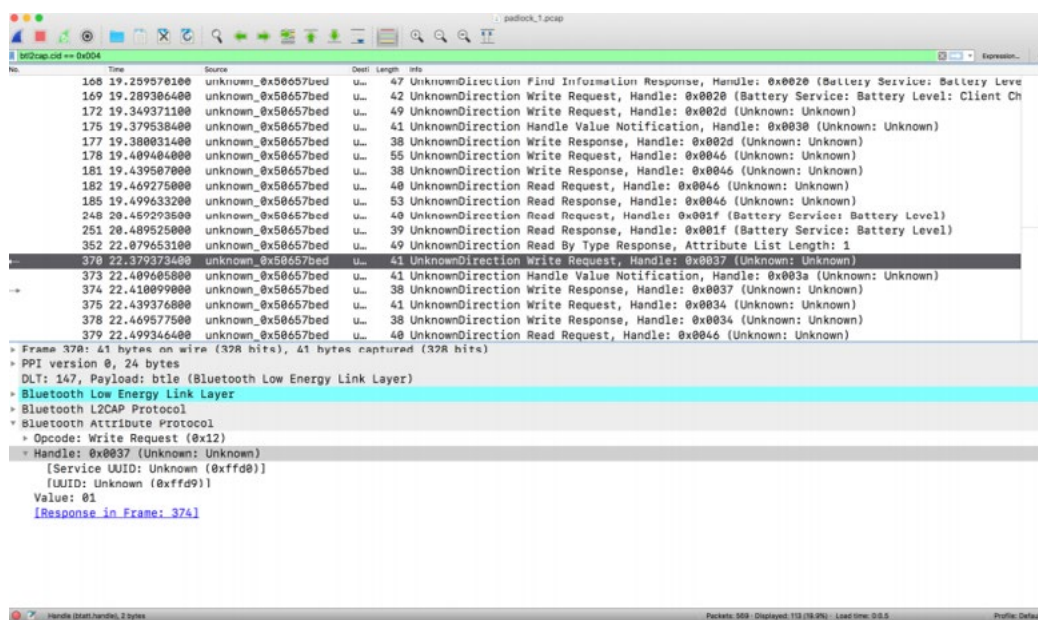 padlock_1.pcap
btl2cap.cid == 0x004
Expression...
No. Time Source Desti Length Info
168 19.259570100 unknown_0x50657bed u... 47 UnknownDirection Find Information Response, Handle: 0x0020 (Battery Service: Battery Leve
169 19.289306400 unknown_0x50657bed u... 42 UnknownDirection Write Request, Handle: 0x0020 (Battery Service: Battery Level: Client Ch
172 19.349371100 unknown_0x50657bed u... 49 UnknownDirection Write Request, Handle: 0x002d (Unknown: Unknown)
175 19.379538400 unknown_0x50657bed u... 41 UnknownDirection Handle Value Notification, Handle: 0x0030 (Unknown: Unknown)
177 19.380031400 unknown_0x50657bed u... 38 UnknownDirection Write Response, Handle: 0x002d (Unknown: Unknown)
178 19.409404000 unknown_0x50657bed u... 55 UnknownDirection Write Request, Handle: 0x0046 (Unknown: Unknown)
181 19.439507000 unknown_0x50657bed u... 38 UnknownDirection Write Response, Handle: 0x0046 (Unknown: Unknown)
182 19.469275000 unknown_0x50657bed u... 40 UnknownDirection Read Request, Handle: 0x0046 (Unknown: Unknown)
185 19.499633200 unknown_0x50657bed u... 53 UnknownDirection Read Response, Handle: 0x0046 (Unknown: Unknown)
248 20.459293500 unknown_0x50657bed u... 40 UnknownDirection Read Request, Handle: 0x001f (Battery Service: Battery Level)
251 20.489525000 unknown_0x50657bed u... 39 UnknownDirection Read Response, Handle: 0x001f (Battery Service: Battery Level)
352 22.079653100 unknown_0x50657bed u... 49 UnknownDirection Read By Type Response, Attribute List Length: 1
370 22.379373400 unknown_0x50657bed u... 41 UnknownDirection Write Request, Handle: 0x0037 (Unknown: Unknown)
373 22.409605800 unknown_0x50657bed u... 41 UnknownDirection Handle Value Notification, Handle: 0x003a (Unknown: Unknown)
374 22.410099000 unknown_0x50657bed u... 38 UnknownDirection Write Response, Handle: 0x0037 (Unknown: Unknown)
375 22.439376800 unknown_0x50657bed u... 41 UnknownDirection Write Request, Handle: 0x0034 (Unknown: Unknown)
378 22.469577500 unknown_0x50657bed u... 38 UnknownDirection Write Response, Handle: 0x0034 (Unknown: Unknown)
379 22.499346400 unknown_0x50657bed u... 40 UnknownDirection Read Request, Handle: 0x0046 (Unknown: Unknown)
Frame 370: 41 bytes on wire (328 bits), 41 bytes captured (328 bits)
PPI version 0, 24 bytes
DLT: 147, Payload: btle (Bluetooth Low Energy Link Layer)
Bluetooth Low Energy Link Layer
Bluetooth L2CAP Protocol
Bluetooth Attribute Protocol
Opcode: Write Request (0x12)
Handle: 0x0037 (Unknown: Unknown)
[Service UUID: Unknown (0xffd0)]
[UUID: Unknown (0xffd9)]
Value: 01
[Response in Frame: 374]
Handle (btatt.handle), 2 bytes
Packets: 569 · Displayed: 113 (19.9%) · Load time: 0:0.5
Profile: Defau